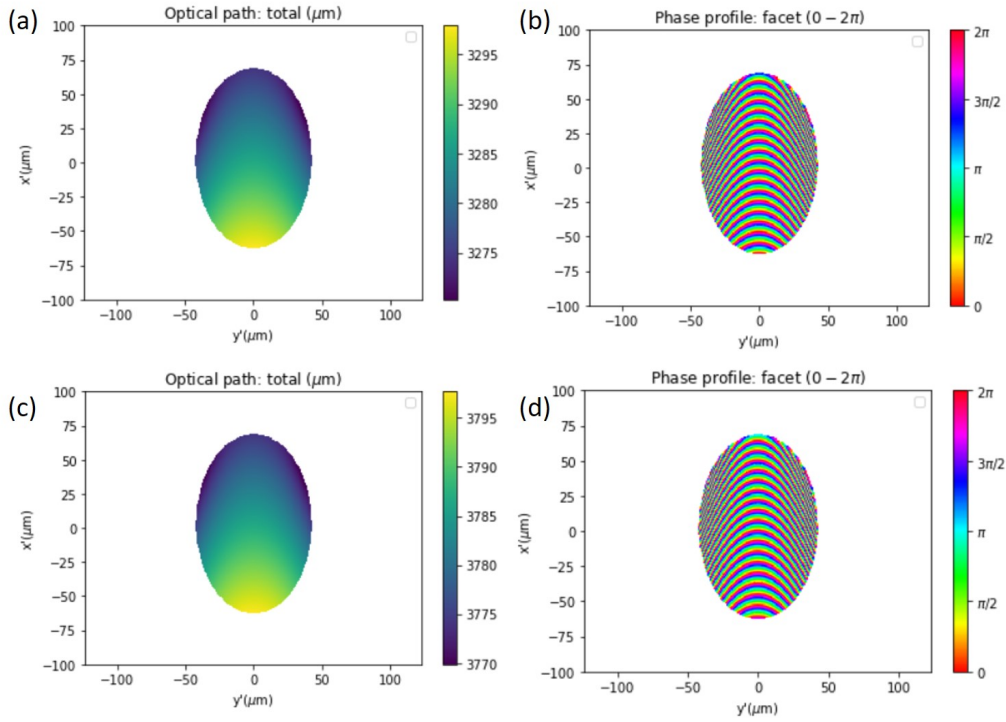 (a)
Optical path: total (μm)
100
75
50
25
0
−25
−50
−75
−100
x'(μm)
−100
−50
0
50
100
y'(μm)
3295
3290
3285
3280
3275
(b)
Phase profile: facet (0 − 2π)
100
75
50
25
0
−25
−50
−75
−100
x'(μm)
−100
−50
0
50
100
y'(μm)
2π
3π/2
π
π/2
0
(c)
Optical path: total (μm)
100
75
50
25
0
−25
−50
−75
−100
x'(μm)
−100
−50
0
50
100
y'(μm)
3795
3790
3785
3780
3775
3770
(d)
Phase profile: facet (0 − 2π)
100
75
50
25
0
−25
−50
−75
−100
x'(μm)
−100
−50
0
50
100
y'(μm)
2π
3π/2
π
π/2
0